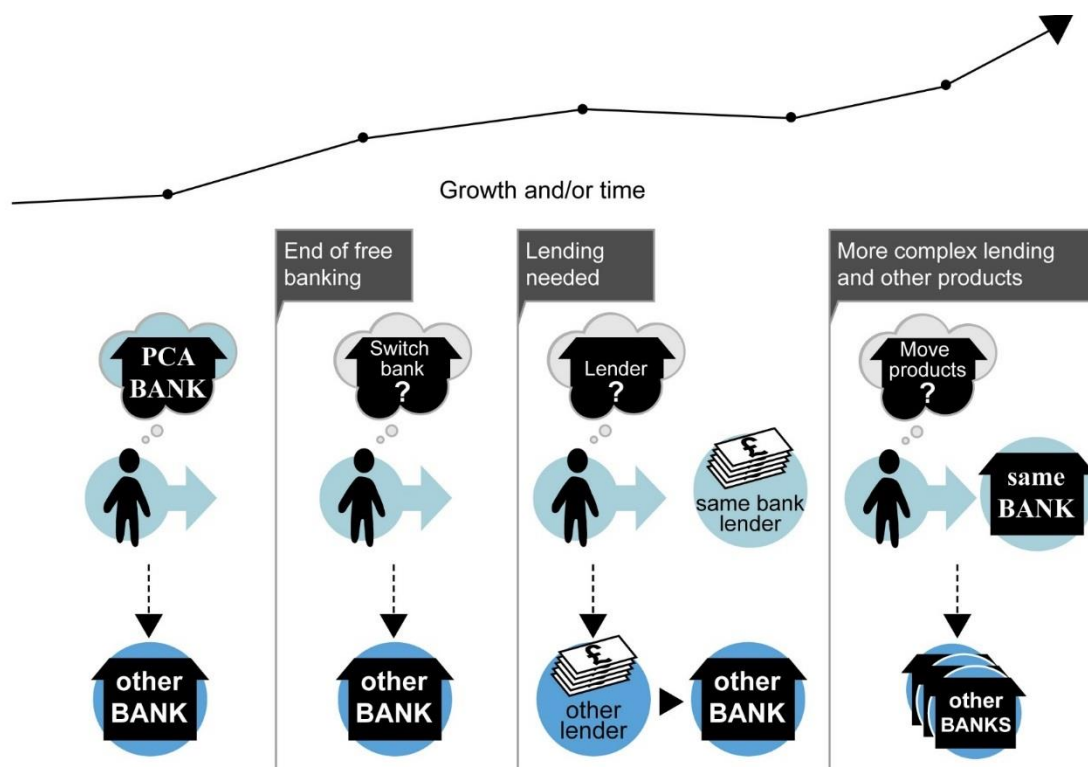 Growth and/or time
End of free
banking
Lending
needed
More complex lending
and other products
PCA
BANK
Switch
bank
?
Lender
?
Move
products
?
£
same bank
lender
same
BANK
other
BANK
other
BANK
£
other
lender
other
BANK
other
BANKS